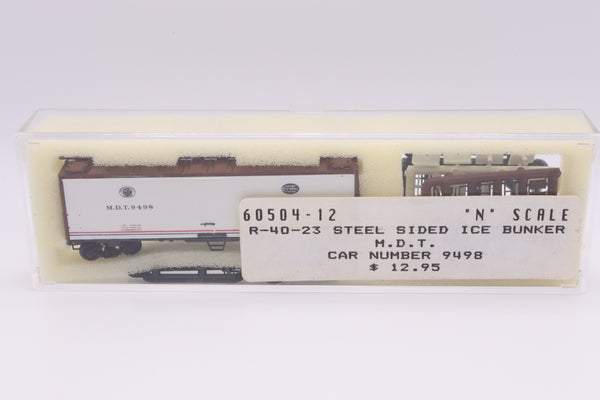 M.D.T. 9498
60504-12 "N" SCALE
R-40-23 STEEL SIDED ICE BUNKER
M.D.T.
CAR NUMBER 9498
$ 12.95